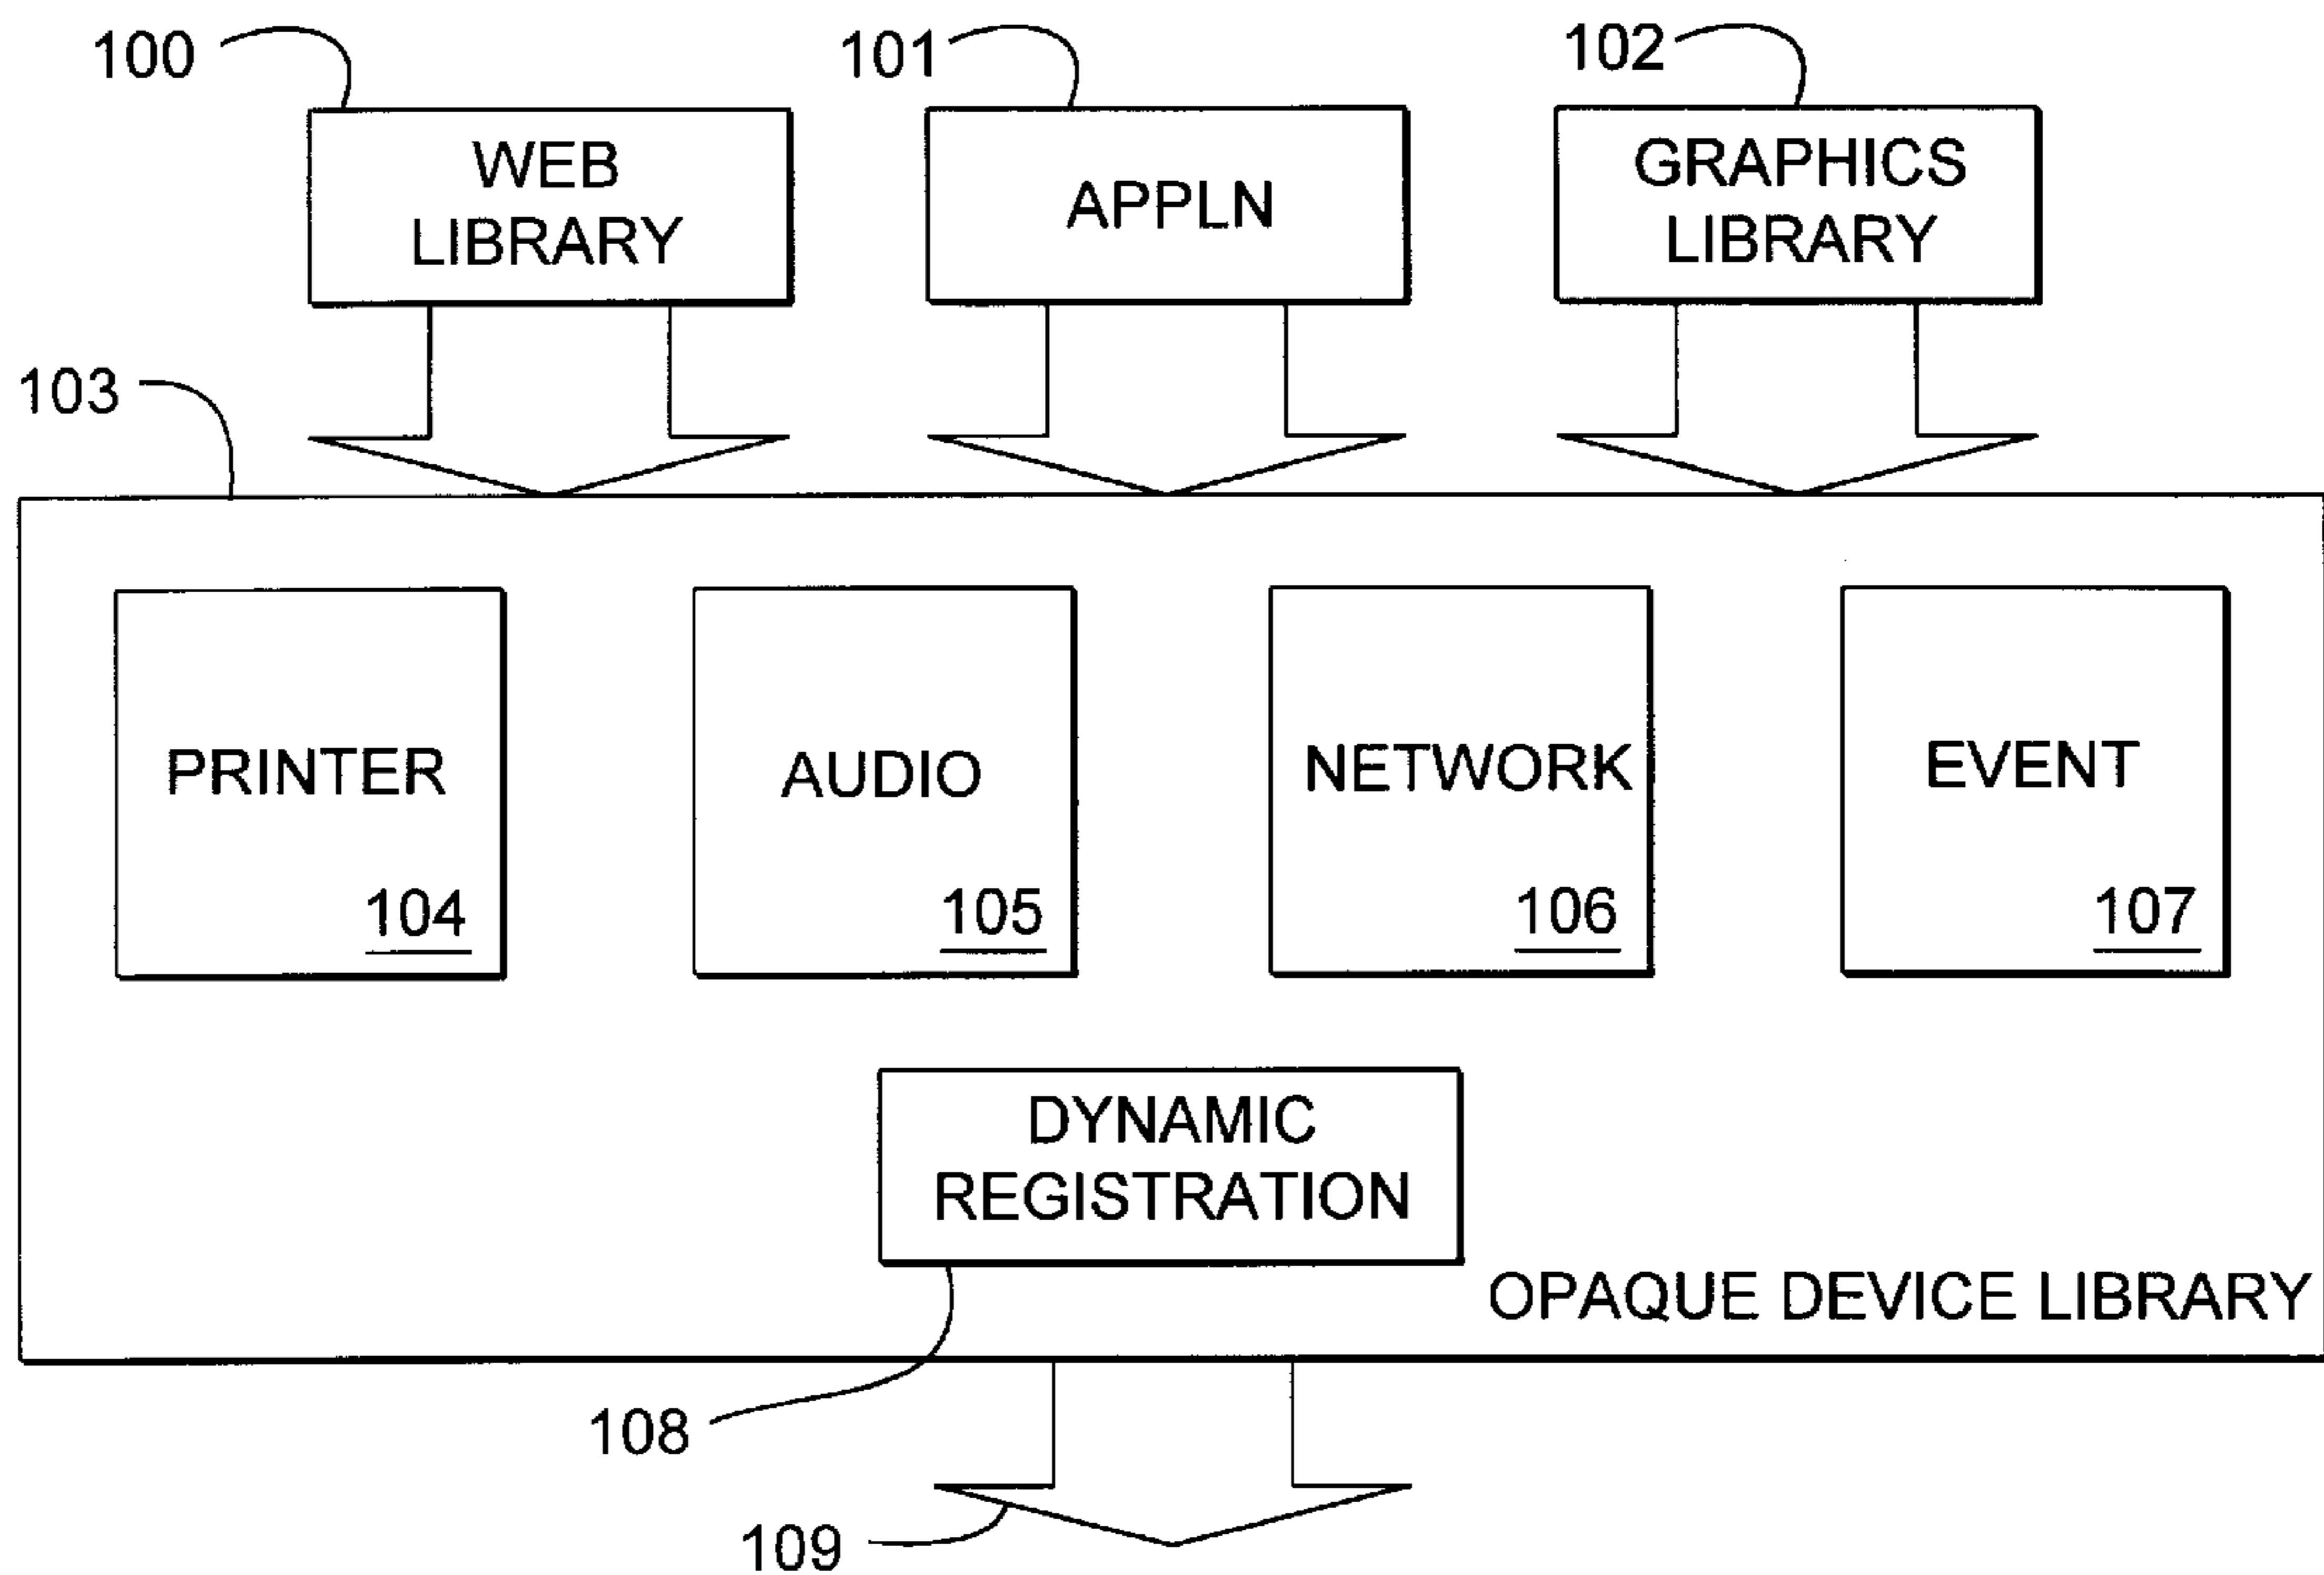 100
101
102
WEB
LIBRARY
APPLN
GRAPHICS
LIBRARY
103
PRINTER
104
AUDIO
105
NETWORK
106
EVENT
107
DYNAMIC
REGISTRATION
OPAQUE DEVICE LIBRARY
108
109